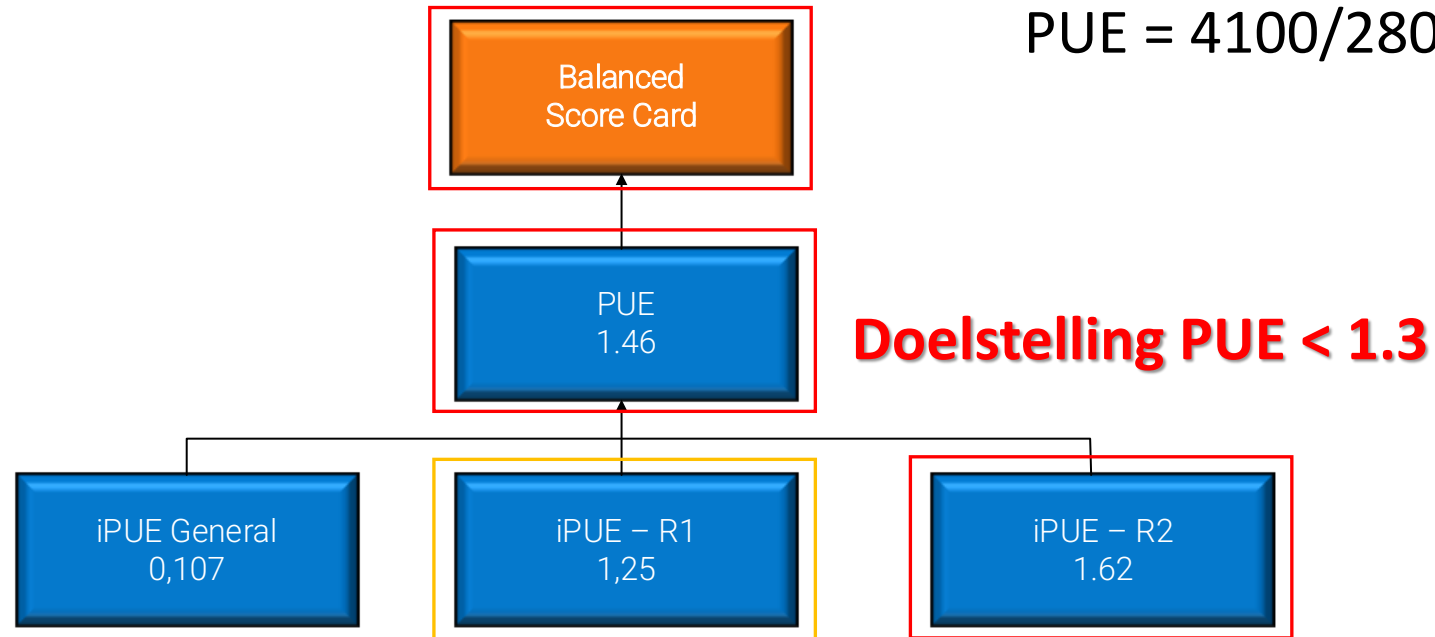 PUE = 4100/280
Balanced
Score Card
PUE
1.46
Doelstelling PUE < 1.3
iPUE General
0,107
iPUE – R1
1,25
iPUE – R2
1.62